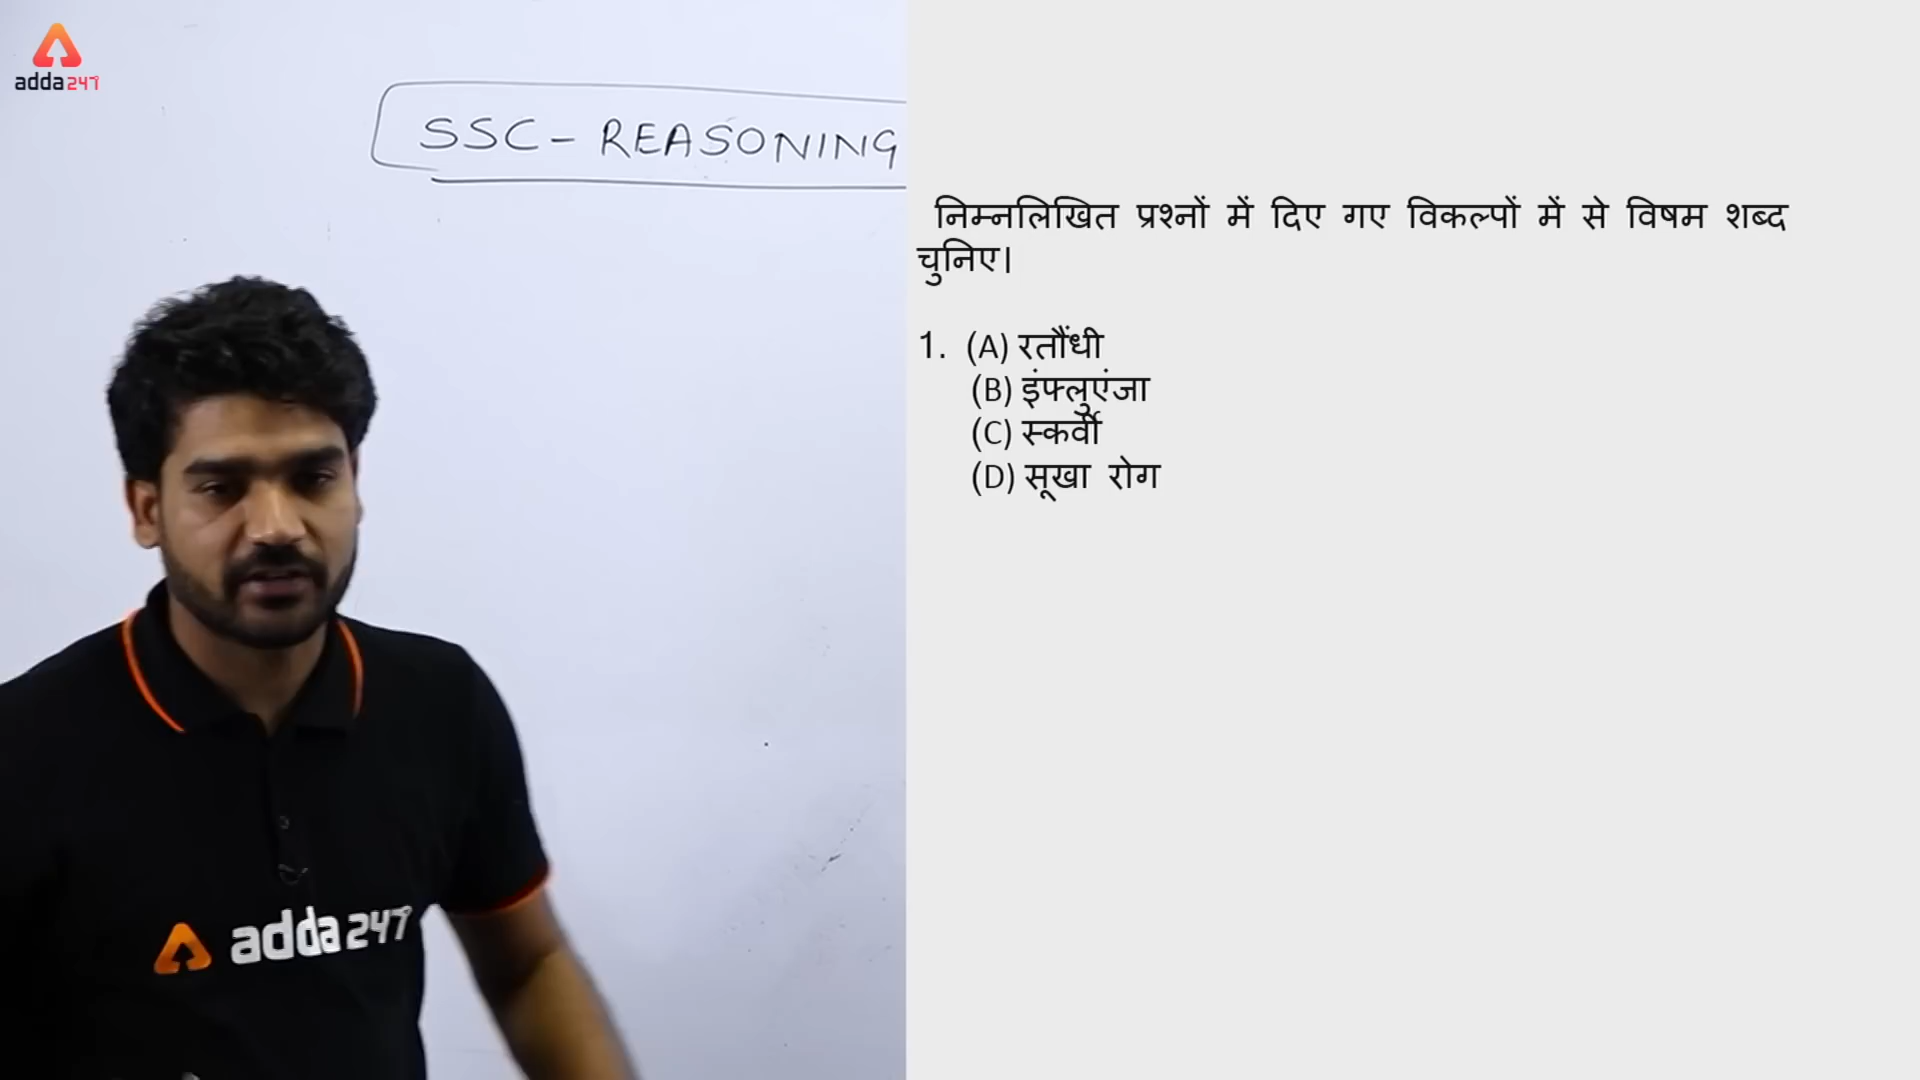 adda247
SSC - REASONING
निम्नलिखित प्रश्नों में दिए गए विकल्पों में से विषम शब्द
चुनिए।
1. (A) रतौंधी
(B) इंफ्लुएंजा
(C) स्कर्वी
(D) सूखा रोग
adda247